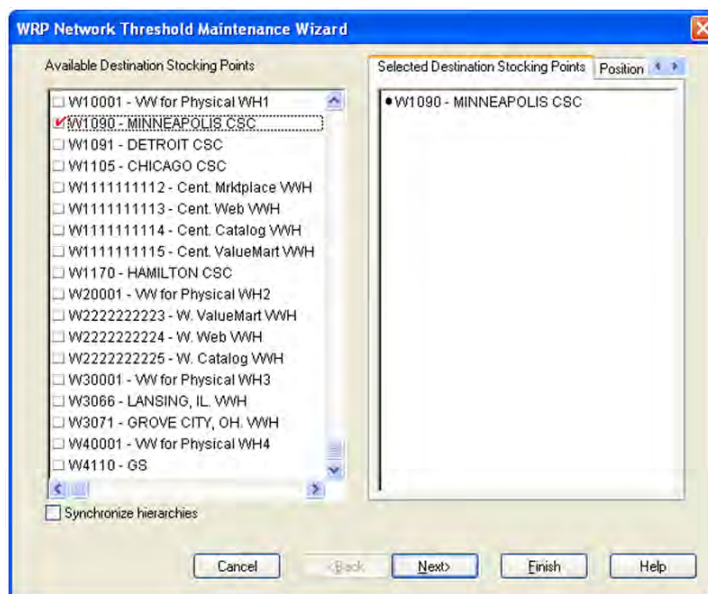 WRP Network Threshold Maintenance Wizard
Available Destination Stocking Points
W10001 - VW for Physical WH1
W1090 - MINNEAPOLIS CSC
W1091 - DETROIT CSC
W1105 - CHICAGO CSC
W1111111112 - Cent. Mrktplace VWH
W1111111113 - Cent. Web VWH
W1111111114 - Cent. Catalog VWH
W1111111115 - Cent. ValueMart VWH
W1170 - HAMILTON CSC
W20001 - VW for Physical WH2
W2222222223 - W. ValueMart VWH
W2222222224 - W. Web VWH
W2222222225 - W. Catalog VWH
W30001 - VW for Physical WH3
W3066 - LANSING, IL. VWH
W3071 - GROVE CITY, OH. VWH
W40001 - VW for Physical WH4
W4110 - GS
Synchronize hierarchies
Selected Destination Stocking Points Position
W1090 - MINNEAPOLIS CSC
Cancel <Back Next> Finish Help